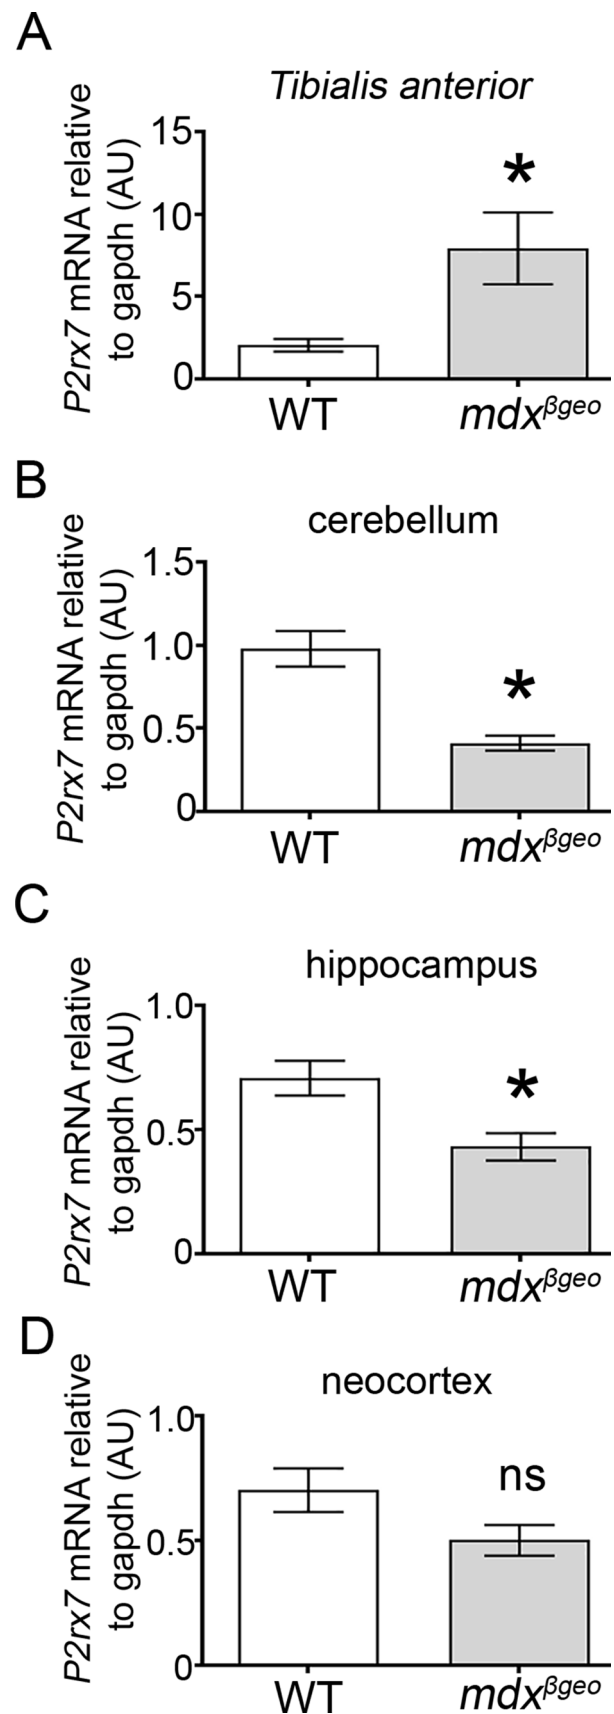 A
Tibialis anterior
P2rx7 mRNA relative
to gapdh (AU)
15
10
5
0
*
WT
mdxβgeo
B
cerebellum
P2rx7 mRNA relative
to gapdh (AU)
1.5
1.0
0.5
0
*
WT
mdxβgeo
C
hippocampus
P2rx7 mRNA relative
to gapdh (AU)
1.0
0.5
0
*
WT
mdxβgeo
D
neocortex
P2rx7 mRNA relative
to gapdh (AU)
1.0
0.5
0
ns
WT
mdxβgeo